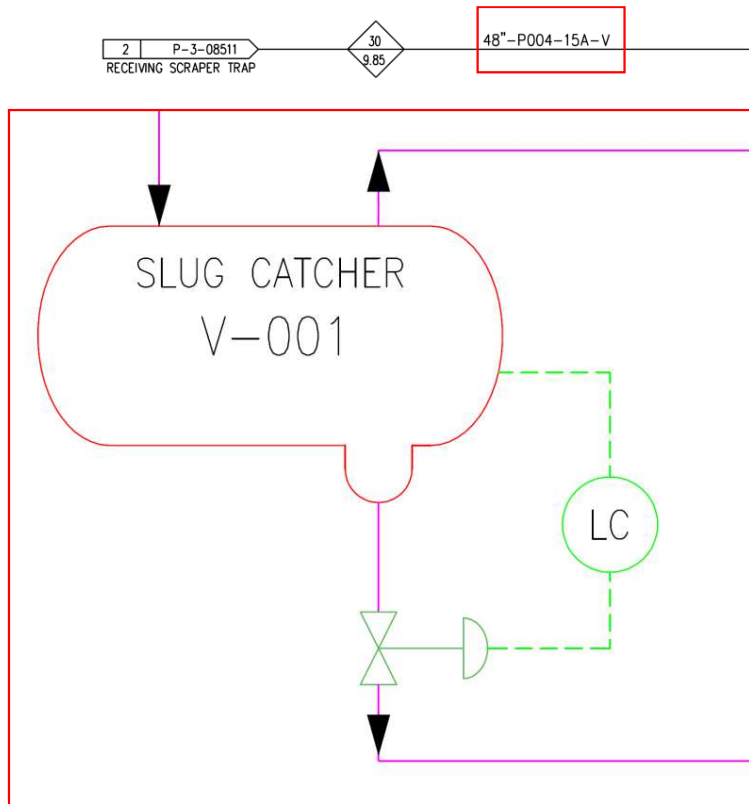 2 P-3-08511
RECEIVING SCRAPER TRAP
30
9.85
48"-P004-15A-V
SLUG CATCHER
V-001
LC